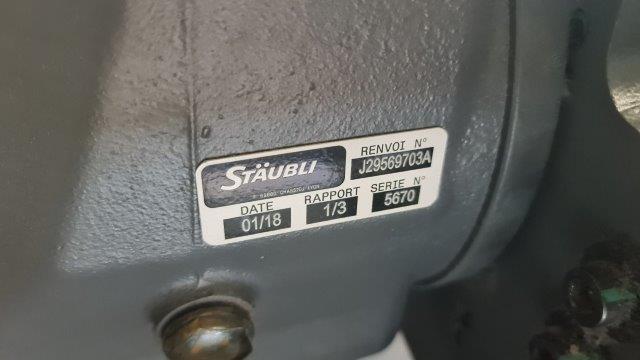 STÄUBLI
RENVOI N°
J29569703A
DATE
01/18
RAPPORT
1/3
SERIE N°
5670